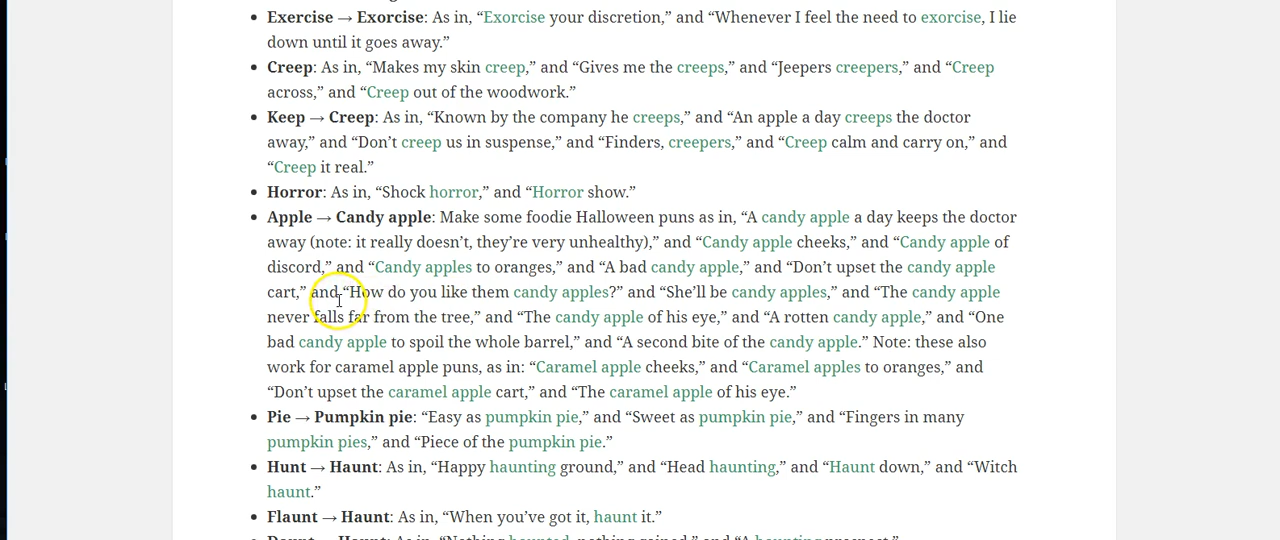 Exercise → Exorcise: As in, “Exorcise your discretion,” and “Whenever I feel the need to exorcise, I lie
down until it goes away.”
Creep: As in, “Makes my skin creep,” and “Gives me the creeps,” and “Jeepers creepers,” and “Creep
across,” and “Creep out of the woodwork.”
Keep → Creep: As in, “Known by the company he creeps,” and “An apple a day creeps the doctor
away,” and “Don’t creep us in suspense,” and “Finders, creepers,” and “Creep calm and carry on,” and
“Creep it real.”
Horror: As in, “Shock horror,” and “Horror show.”
Apple → Candy apple: Make some foodie Halloween puns as in, “A candy apple a day keeps the doctor
away (note: it really doesn’t, they’re very unhealthy),” and “Candy apple cheeks,” and “Candy apple of
discord,” and “Candy apples to oranges,” and “A bad candy apple,” and “Don’t upset the candy apple
cart,” and “How do you like them candy apples?” and “She’ll be candy apples,” and “The candy apple
never falls far from the tree,” and “The candy apple of his eye,” and “A rotten candy apple,” and “One
bad candy apple to spoil the whole barrel,” and “A second bite of the candy apple.” Note: these also
work for caramel apple puns, as in: “Caramel apple cheeks,” and “Caramel apples to oranges,” and
“Don’t upset the caramel apple cart,” and “The caramel apple of his eye.”
Pie → Pumpkin pie: “Easy as pumpkin pie,” and “Sweet as pumpkin pie,” and “Fingers in many
pumpkin pies,” and “Piece of the pumpkin pie.”
Hunt → Haunt: As in, “Happy haunting ground,” and “Head haunting,” and “Haunt down,” and “Witch
haunt.”
Flaunt → Haunt: As in, “When you’ve got it, haunt it.”